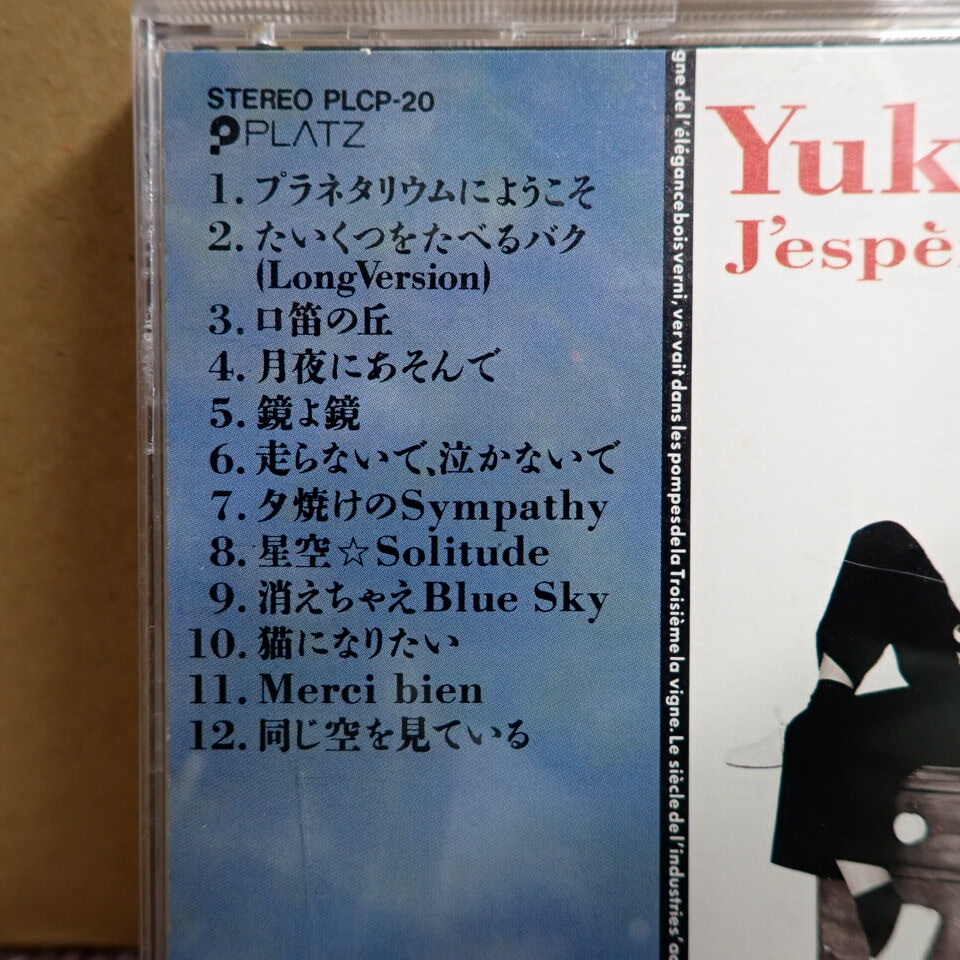 STEREO PLCP-20
PLATZ
1. プラネタリウムにようこそ
2. たいくつをたべるバク
(LongVersion)
3. 口笛の丘
4. 月夜にあそんで
5. 鏡よ鏡
6. 走らないで、泣かないで
7. 夕焼けのSympathy
8. 星空☆Solitude
9. 消えちゃえBlue Sky
10. 猫になりたい
11. Merci bien
12. 同じ空を見ている
gne de l'élégance bois verni, vervait dans les pompes de la Troisième la vigne. Le siècle de l'industries'ac
Yuk
J'espè